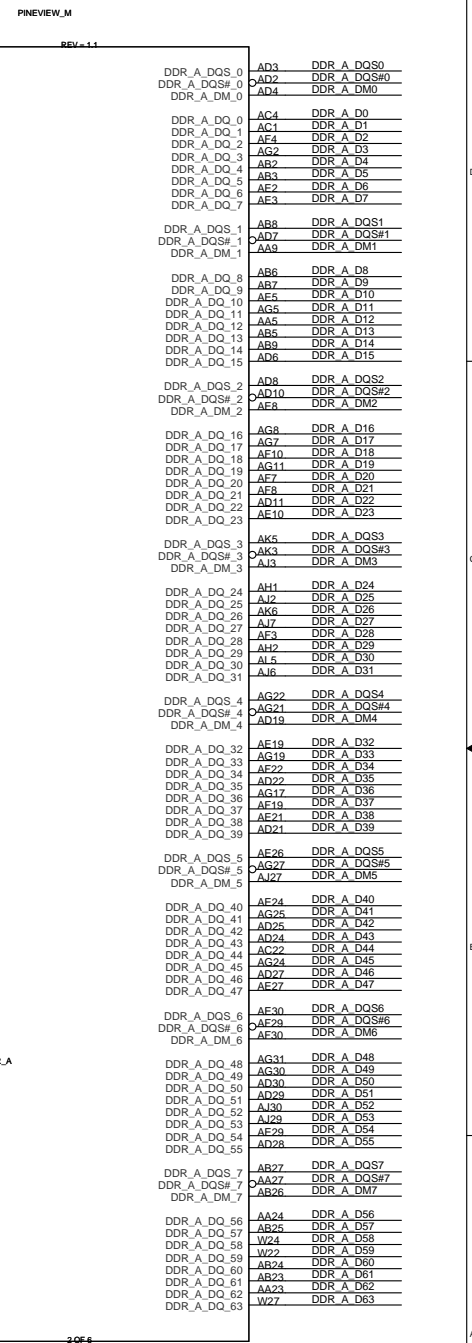 PINEVIEW_M
REV = 1.1
DDR_A_DQS_0 AD3 DDR_A_DQS0
DDR_A_DQS#_0 AD2 DDR_A_DQS#0
DDR_A_DM_0 AD4 DDR_A_DM0
DDR_A_DQ_0 AC4 DDR_A_D0
DDR_A_DQ_1 AC1 DDR_A_D1
DDR_A_DQ_2 AF4 DDR_A_D2
DDR_A_DQ_3 AG2 DDR_A_D3
DDR_A_DQ_4 AB2 DDR_A_D4
DDR_A_DQ_5 AB3 DDR_A_D5
DDR_A_DQ_6 AE2 DDR_A_D6
DDR_A_DQ_7 AE3 DDR_A_D7
DDR_A_DQS_1 AB8 DDR_A_DQS1
DDR_A_DQS#_1 AD7 DDR_A_DQS#1
DDR_A_DM_1 AA9 DDR_A_DM1
DDR_A_DQ_8 AB6 DDR_A_D8
DDR_A_DQ_9 AB7 DDR_A_D9
DDR_A_DQ_10 AE5 DDR_A_D10
DDR_A_DQ_11 AG5 DDR_A_D11
DDR_A_DQ_12 AA5 DDR_A_D12
DDR_A_DQ_13 AB5 DDR_A_D13
DDR_A_DQ_14 AB9 DDR_A_D14
DDR_A_DQ_15 AD6 DDR_A_D15
DDR_A_DQS_2 AD8 DDR_A_DQS2
DDR_A_DQS#_2 AD10 DDR_A_DQS#2
DDR_A_DM_2 AE8 DDR_A_DM2
DDR_A_DQ_16 AG8 DDR_A_D16
DDR_A_DQ_17 AG7 DDR_A_D17
DDR_A_DQ_18 AF10 DDR_A_D18
DDR_A_DQ_19 AG11 DDR_A_D19
DDR_A_DQ_20 AF7 DDR_A_D20
DDR_A_DQ_21 AF8 DDR_A_D21
DDR_A_DQ_22 AD11 DDR_A_D22
DDR_A_DQ_23 AE10 DDR_A_D23
DDR_A_DQS_3 AK5 DDR_A_DQS3
DDR_A_DQS#_3 AK3 DDR_A_DQS#3
DDR_A_DM_3 AJ3 DDR_A_DM3
DDR_A_DQ_24 AH1 DDR_A_D24
DDR_A_DQ_25 AJ2 DDR_A_D25
DDR_A_DQ_26 AK6 DDR_A_D26
DDR_A_DQ_27 AJ7 DDR_A_D27
DDR_A_DQ_28 AF3 DDR_A_D28
DDR_A_DQ_29 AH2 DDR_A_D29
DDR_A_DQ_30 AL5 DDR_A_D30
DDR_A_DQ_31 AJ6 DDR_A_D31
DDR_A_DQS_4 AG22 DDR_A_DQS4
DDR_A_DQS#_4 AG21 DDR_A_DQS#4
DDR_A_DM_4 AD19 DDR_A_DM4
DDR_A_DQ_32 AE19 DDR_A_D32
DDR_A_DQ_33 AG19 DDR_A_D33
DDR_A_DQ_34 AF22 DDR_A_D34
DDR_A_DQ_35 AD22 DDR_A_D35
DDR_A_DQ_36 AG17 DDR_A_D36
DDR_A_DQ_37 AF19 DDR_A_D37
DDR_A_DQ_38 AE21 DDR_A_D38
DDR_A_DQ_39 AD21 DDR_A_D39
DDR_A_DQS_5 AE26 DDR_A_DQS5
DDR_A_DQS#_5 AG27 DDR_A_DQS#5
DDR_A_DM_5 AJ27 DDR_A_DM5
DDR_A_DQ_40 AE24 DDR_A_D40
DDR_A_DQ_41 AG25 DDR_A_D41
DDR_A_DQ_42 AD25 DDR_A_D42
DDR_A_DQ_43 AD24 DDR_A_D43
DDR_A_DQ_44 AC22 DDR_A_D44
DDR_A_DQ_45 AG24 DDR_A_D45
DDR_A_DQ_46 AD27 DDR_A_D46
DDR_A_DQ_47 AE27 DDR_A_D47
DDR_A_DQS_6 AE30 DDR_A_DQS6
DDR_A_DQS#_6 AF29 DDR_A_DQS#6
DDR_A_DM_6 AF30 DDR_A_DM6
DDR_A_DQ_48 AG31 DDR_A_D48
DDR_A_DQ_49 AG30 DDR_A_D49
DDR_A_DQ_50 AD30 DDR_A_D50
DDR_A_DQ_51 AD29 DDR_A_D51
DDR_A_DQ_52 AJ30 DDR_A_D52
DDR_A_DQ_53 AJ29 DDR_A_D53
DDR_A_DQ_54 AE29 DDR_A_D54
DDR_A_DQ_55 AD28 DDR_A_D55
DDR_A_DQS_7 AB27 DDR_A_DQS7
DDR_A_DQS#_7 AA27 DDR_A_DQS#7
DDR_A_DM_7 AB26 DDR_A_DM7
DDR_A_DQ_56 AA24 DDR_A_D56
DDR_A_DQ_57 AB25 DDR_A_D57
DDR_A_DQ_58 W24 DDR_A_D58
DDR_A_DQ_59 W22 DDR_A_D59
DDR_A_DQ_60 AB24 DDR_A_D60
DDR_A_DQ_61 AB23 DDR_A_D61
DDR_A_DQ_62 AA23 DDR_A_D62
DDR_A_DQ_63 W27 DDR_A_D63
2 OF 6